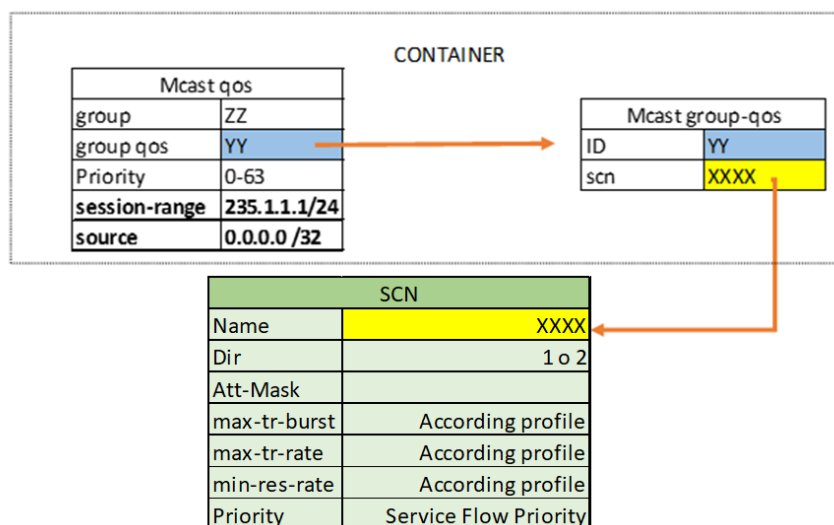 CONTAINER
Mcast qos
group ZZ
group qos YY
Priority 0-63
session-range 235.1.1.1/24
source 0.0.0.0 /32
Mcast group-qos
ID YY
scn XXXX
SCN
Name XXXX
Dir 1 o 2
Att-Mask
max-tr-burst According profile
max-tr-rate According profile
min-res-rate According profile
Priority Service Flow Priority